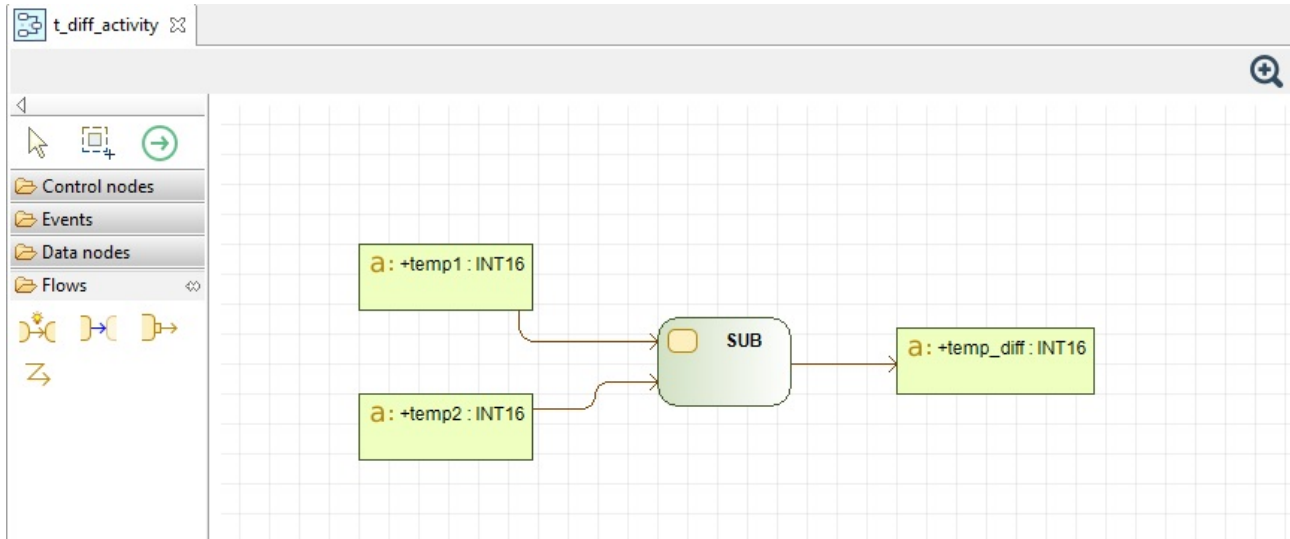 t_diff_activity
Control nodes
Events
Data nodes
Flows
a: +temp1 : INT16
SUB
a: +temp_diff : INT16
a: +temp2 : INT16